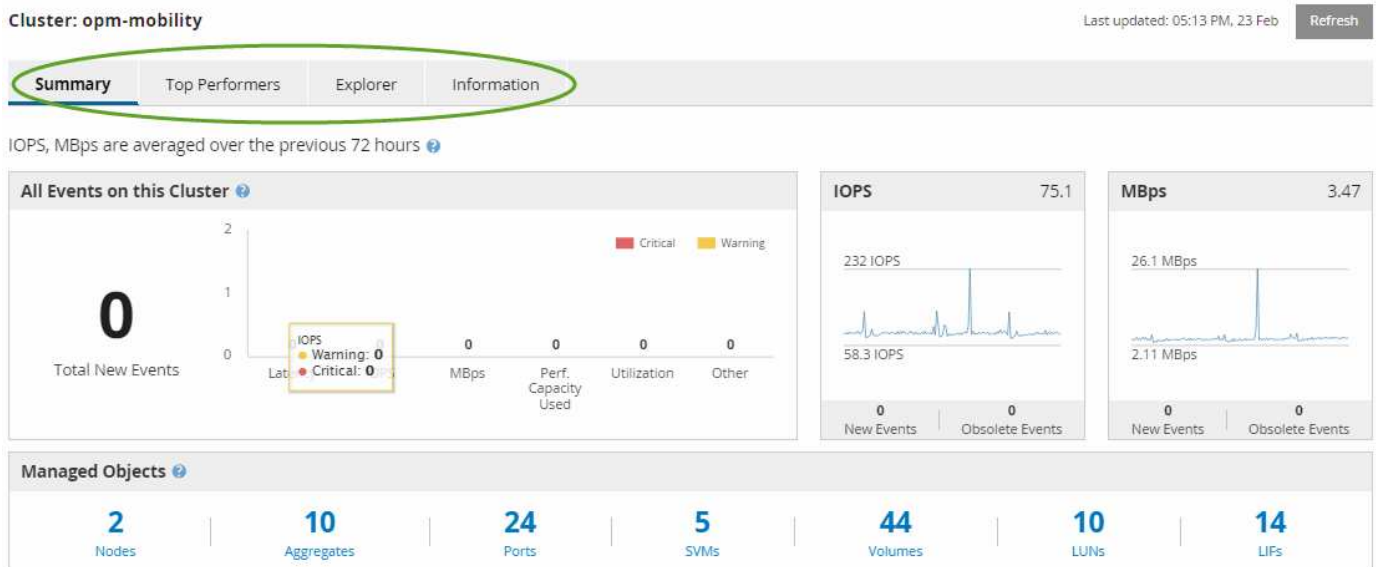 Cluster: opm-mobility
Last updated: 05:13 PM, 23 Feb
Refresh
Summary
Top Performers
Explorer
Information
IOPS, MBps are averaged over the previous 72 hours
All Events on this Cluster
0
Total New Events
Critical
Warning
2
1
0
IOPS
Warning: 0
Critical: 0
0
0
0
0
MBps
Perf.
Capacity
Used
Utilization
Other
IOPS
75.1
232 IOPS
58.3 IOPS
0
New Events
0
Obsolete Events
MBps
3.47
26.1 MBps
2.11 MBps
0
New Events
0
Obsolete Events
Managed Objects
2
Nodes
10
Aggregates
24
Ports
5
SVMs
44
Volumes
10
LUNs
14
LIFs